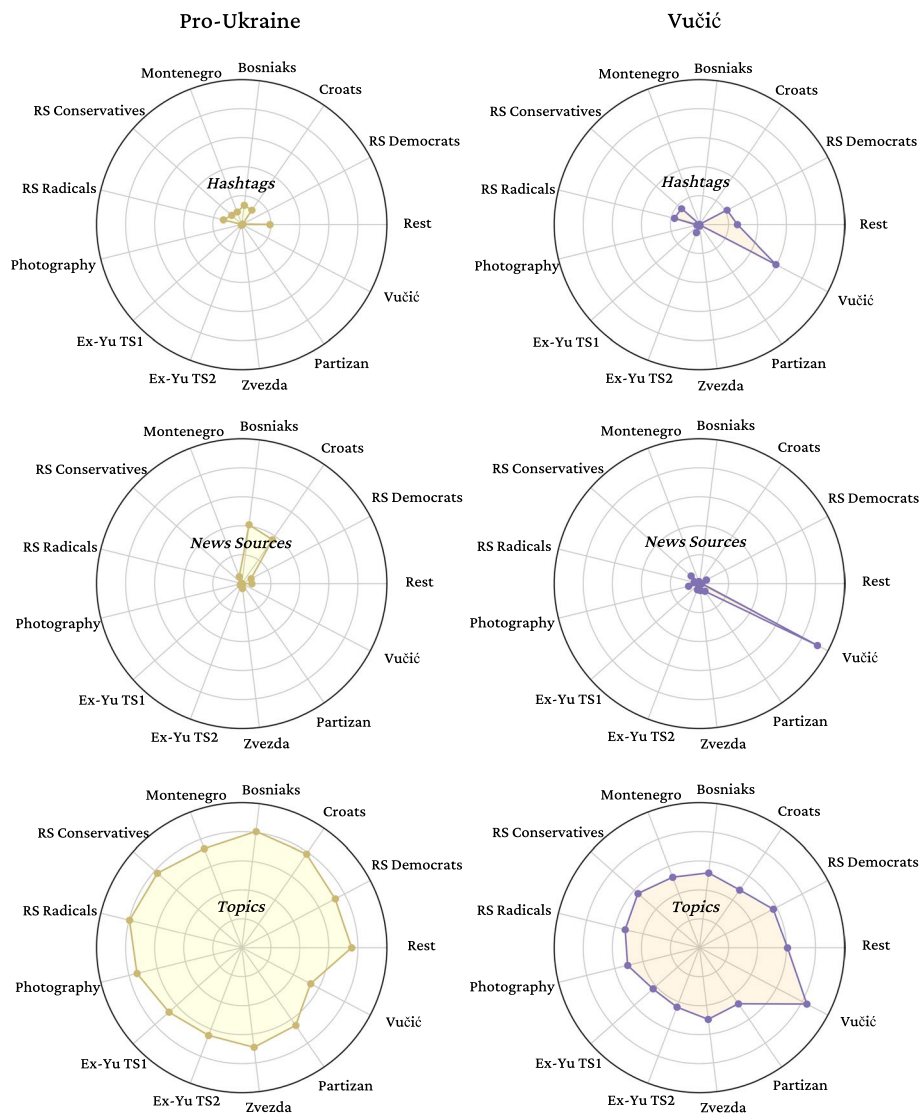 Pro-Ukraine
Vučić
Bosniaks
Montenegro
Croats
RS Conservatives
RS Democrats
Hashtags
RS Radicals
Rest
Photography
Vučić
Ex-Yu TS1
Partizan
Ex-Yu TS2
Zvezda
Bosniaks
Montenegro
Croats
RS Conservatives
RS Democrats
Hashtags
RS Radicals
Rest
Photography
Vučić
Ex-Yu TS1
Partizan
Ex-Yu TS2
Zvezda
Bosniaks
Montenegro
Croats
RS Conservatives
RS Democrats
News Sources
RS Radicals
Rest
Photography
Vučić
Ex-Yu TS1
Partizan
Ex-Yu TS2
Zvezda
Bosniaks
Montenegro
Croats
RS Conservatives
RS Democrats
News Sources
RS Radicals
Rest
Photography
Vučić
Ex-Yu TS1
Partizan
Ex-Yu TS2
Zvezda
Bosniaks
Montenegro
Croats
RS Conservatives
RS Democrats
Topics
RS Radicals
Rest
Photography
Vučić
Ex-Yu TS1
Partizan
Ex-Yu TS2
Zvezda
Bosniaks
Montenegro
Croats
RS Conservatives
RS Democrats
Topics
RS Radicals
Rest
Photography
Vučić
Ex-Yu TS1
Partizan
Ex-Yu TS2
Zvezda